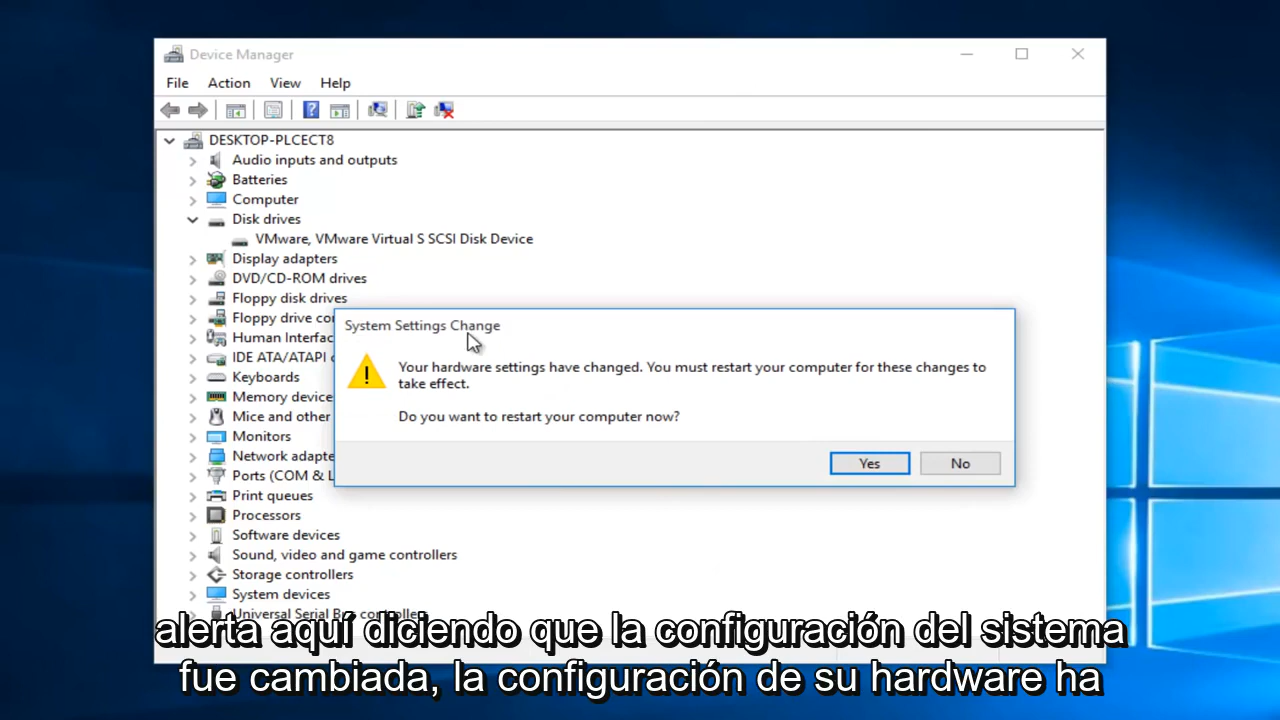 Device Manager
File Action View Help
DESKTOP-PLCECT8
Audio inputs and outputs
Batteries
Computer
Disk drives
VMware, VMware Virtual S SCSI Disk Device
Display adapters
DVD/CD-ROM drives
Floppy disk drives
Floppy drive co
Human Interfac
IDE ATA/ATAPI
Keyboards
Memory device
Mice and other
Monitors
Network adapte
Ports (COM & L
Print queues
Processors
Software devices
Sound, video and game controllers
Storage controllers
System devices
Universal Serial Bus controllers
System Settings Change
Your hardware settings have changed. You must restart your computer for these changes to
take effect.
Do you want to restart your computer now?
Yes No
alerta aquí diciendo que la configuración del sistema
fue cambiada, la configuración de su hardware ha